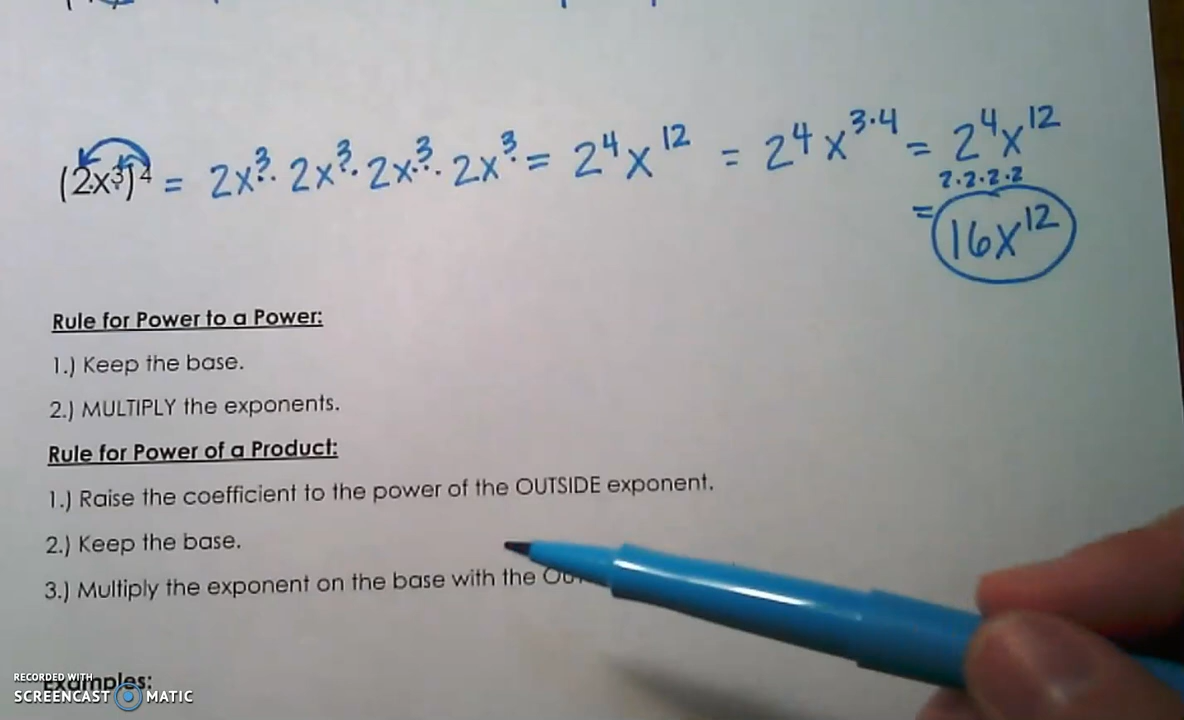 (2x³)⁴ = 2x³ · 2x³ · 2x³ · 2x³ = 2⁴x¹² = 2⁴x³·⁴ = 2⁴x¹²
2·2·2·2
= 16x¹²
Rule for Power to a Power:
1.) Keep the base.
2.) MULTIPLY the exponents.
Rule for Power of a Product:
1.) Raise the coefficient to the power of the OUTSIDE exponent.
2.) Keep the base.
3.) Multiply the exponent on the base with the
Examples:
RECORDED WITH
SCREENCAST MATIC